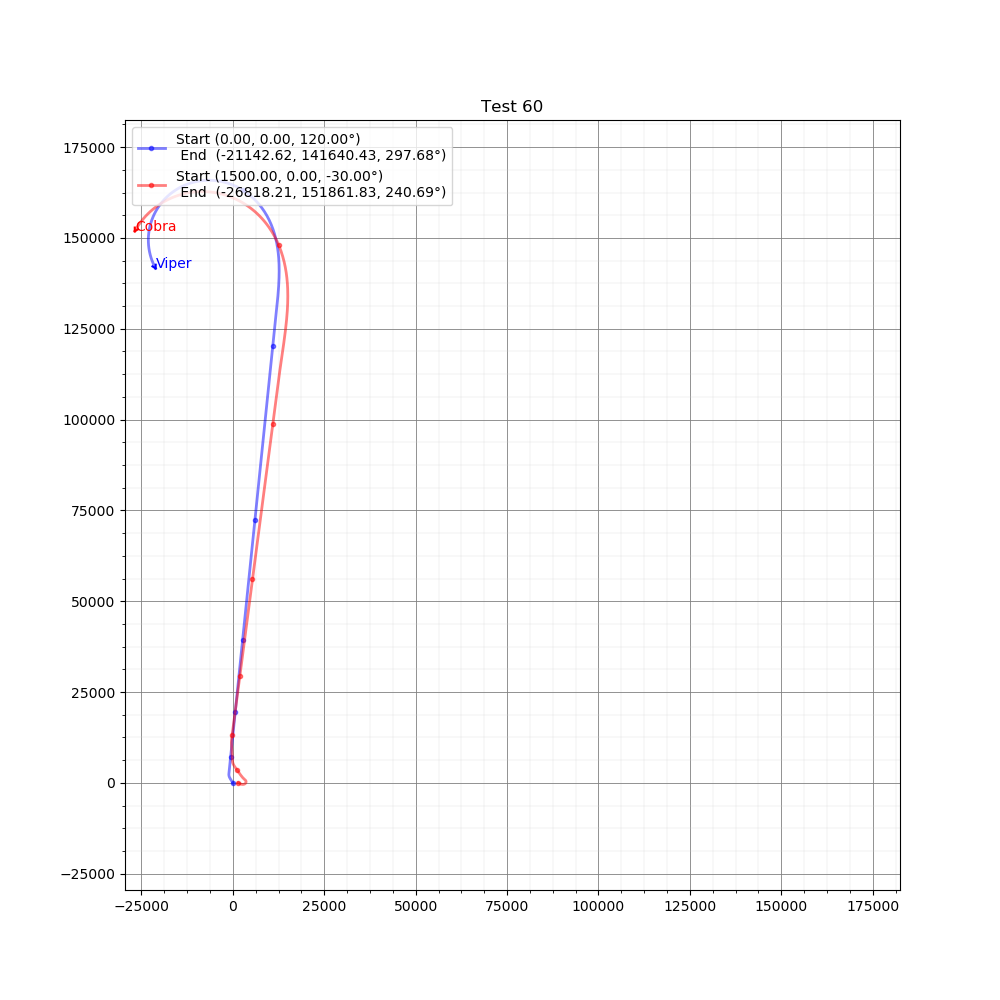 Test 60
Start (0.00, 0.00, 120.00°)
End (-21142.62, 141640.43, 297.68°)
Start (1500.00, 0.00, -30.00°)
End (-26818.21, 151861.83, 240.69°)
Cobra
Viper
175000
150000
125000
100000
75000
50000
25000
0
−25000
−25000 0 25000 50000 75000 100000 125000 150000 175000